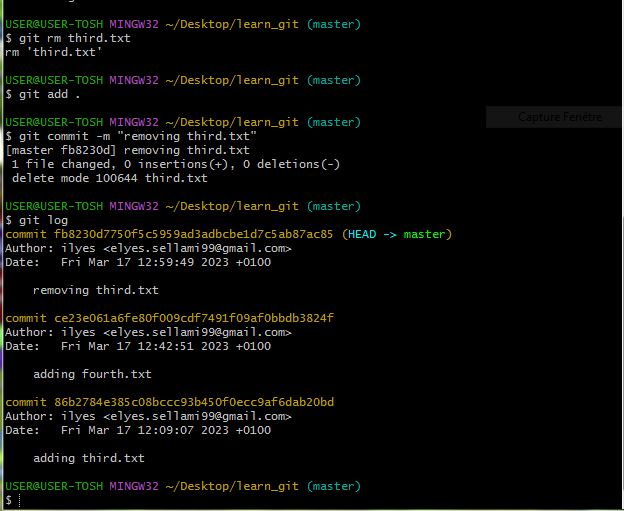 USER@USER-TOSH MINGW32 ~/Desktop/learn_git (master)
$ git rm third.txt
rm 'third.txt'
USER@USER-TOSH MINGW32 ~/Desktop/learn_git (master)
$ git add .
Capture Fenêtre
USER@USER-TOSH MINGW32 ~/Desktop/learn_git (master)
$ git commit -m "removing third.txt"
[master fb8230d] removing third.txt
 1 file changed, 0 insertions(+), 0 deletions(-)
 delete mode 100644 third.txt
USER@USER-TOSH MINGW32 ~/Desktop/learn_git (master)
$ git log
commit fb8230d7750f5c5959ad3adbcbe1d7c5ab87ac85 (HEAD -> master)
Author: ilyes <elyes.sellami99@gmail.com>
Date:   Fri Mar 17 12:59:49 2023 +0100
    removing third.txt
commit ce23e061a6fe80f009cdf7491f09af0bbdb3824f
Author: ilyes <elyes.sellami99@gmail.com>
Date:   Fri Mar 17 12:42:51 2023 +0100
    adding fourth.txt
commit 86b2784e385c08bccc93b450f0ecc9af6dab20bd
Author: ilyes <elyes.sellami99@gmail.com>
Date:   Fri Mar 17 12:09:07 2023 +0100
    adding third.txt
USER@USER-TOSH MINGW32 ~/Desktop/learn_git (master)
$